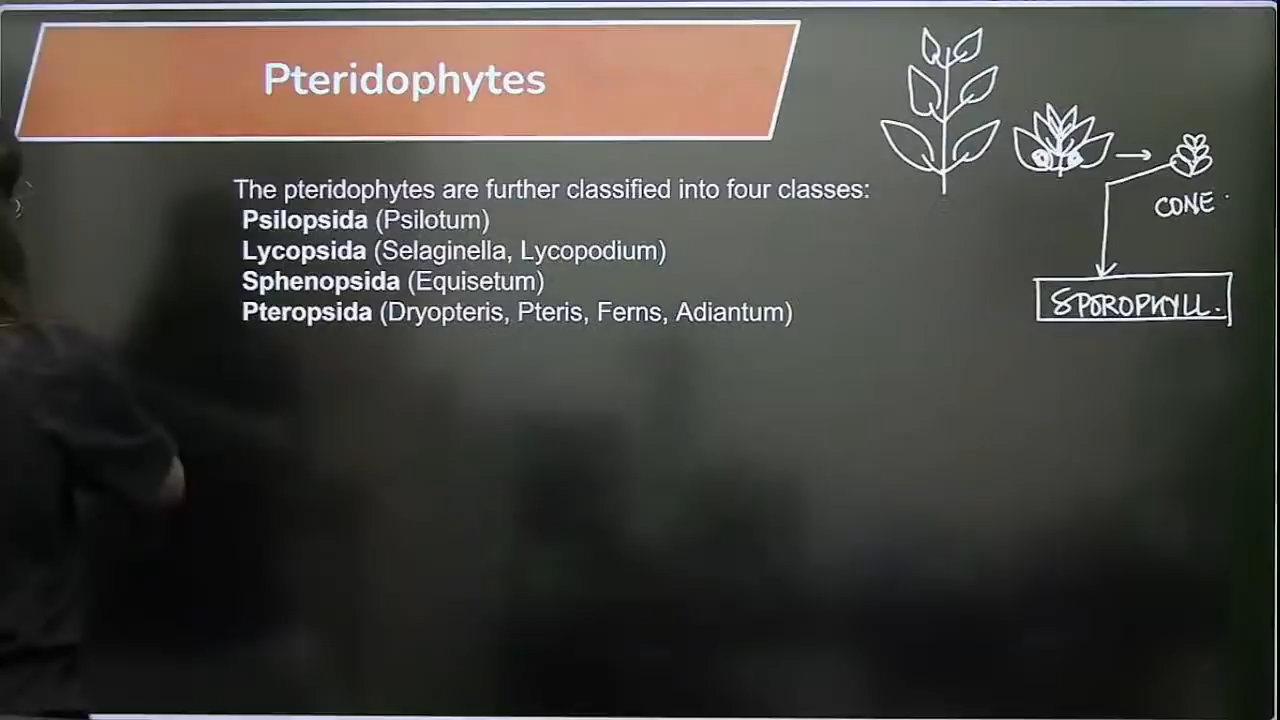 Pteridophytes
The pteridophytes are further classified into four classes:
Psilopsida (Psilotum)
Lycopsida (Selaginella, Lycopodium)
Sphenopsida (Equisetum)
Pteropsida (Dryopteris, Pteris, Ferns, Adiantum)
CONE
SPOROPHYLL.